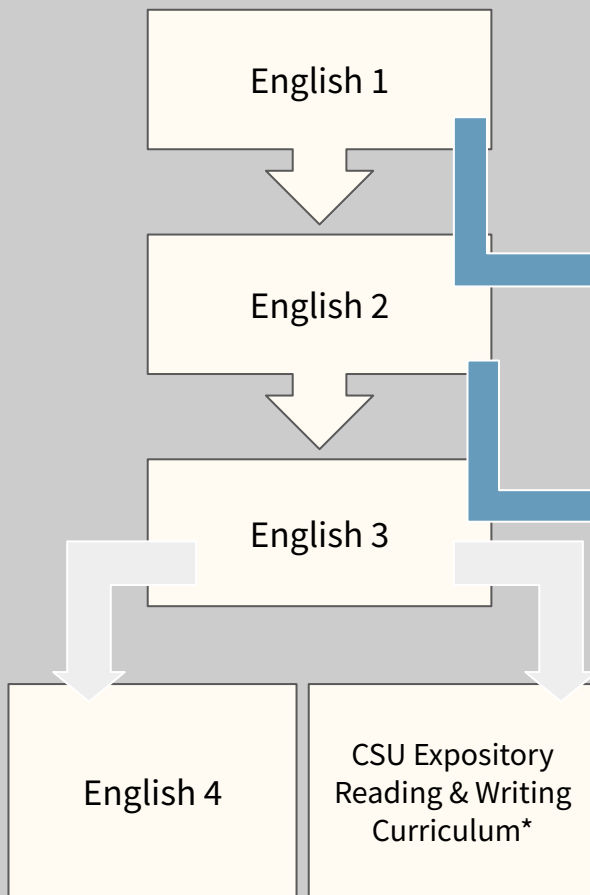 English 1
English 2
English 3
English 4
CSU Expository
Reading & Writing
Curriculum*